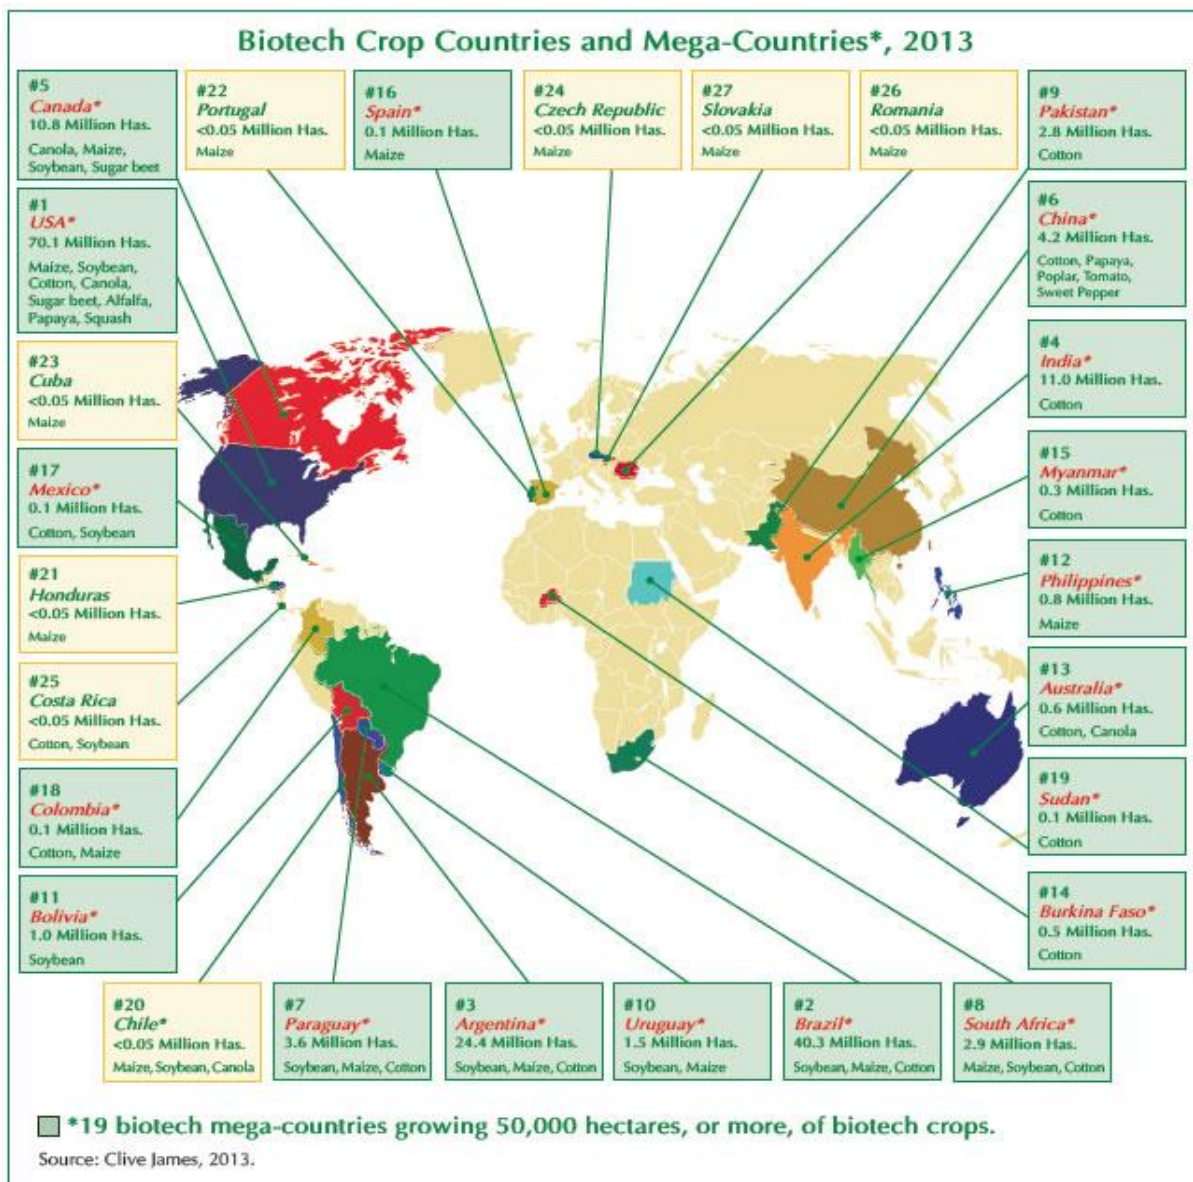 Biotech Crop Countries and Mega-Countries*, 2013
#5
Canada*
10.8 Million Has.
Canola, Maize,
Soybean, Sugar beet
#22
Portugal
<0.05 Million Has.
Maize
#16
Spain*
0.1 Million Has.
Maize
#24
Czech Republic
<0.05 Million Has.
Maize
#27
Slovakia
<0.05 Million Has.
Maize
#26
Romania
<0.05 Million Has.
Maize
#9
Pakistan*
2.8 Million Has.
Cotton
#1
USA*
70.1 Million Has.
Maize, Soybean,
Cotton, Canola,
Sugar beet, Alfalfa,
Papaya, Squash
#6
China*
4.2 Million Has.
Cotton, Papaya,
Poplar, Tomato,
Sweet Pepper
#23
Cuba
<0.05 Million Has.
Maize
#4
India*
11.0 Million Has.
Cotton
#17
Mexico*
0.1 Million Has.
Cotton, Soybean
#15
Myanmar*
0.3 Million Has.
Cotton
#21
Honduras
<0.05 Million Has.
Maize
#12
Philippines*
0.8 Million Has.
Maize
#25
Costa Rica
<0.05 Million Has.
Cotton, Soybean
#13
Australia*
0.6 Million Has.
Cotton, Canola
#18
Colombia*
0.1 Million Has.
Cotton, Maize
#19
Sudan*
0.1 Million Has.
Cotton
#11
Bolivia*
1.0 Million Has.
Soybean
#14
Burkina Faso*
0.5 Million Has.
Cotton
#20
Chile*
<0.05 Million Has.
Maize, Soybean, Canola
#7
Paraguay*
3.6 Million Has.
Soybean, Maize, Cotton
#3
Argentina*
24.4 Million Has.
Soybean, Maize, Cotton
#10
Uruguay*
1.5 Million Has.
Soybean, Maize
#2
Brazil*
40.3 Million Has.
Soybean, Maize, Cotton
#8
South Africa*
2.9 Million Has.
Maize, Soybean, Cotton
*19 biotech mega-countries growing 50,000 hectares, or more, of biotech crops.
Source: Clive James, 2013.